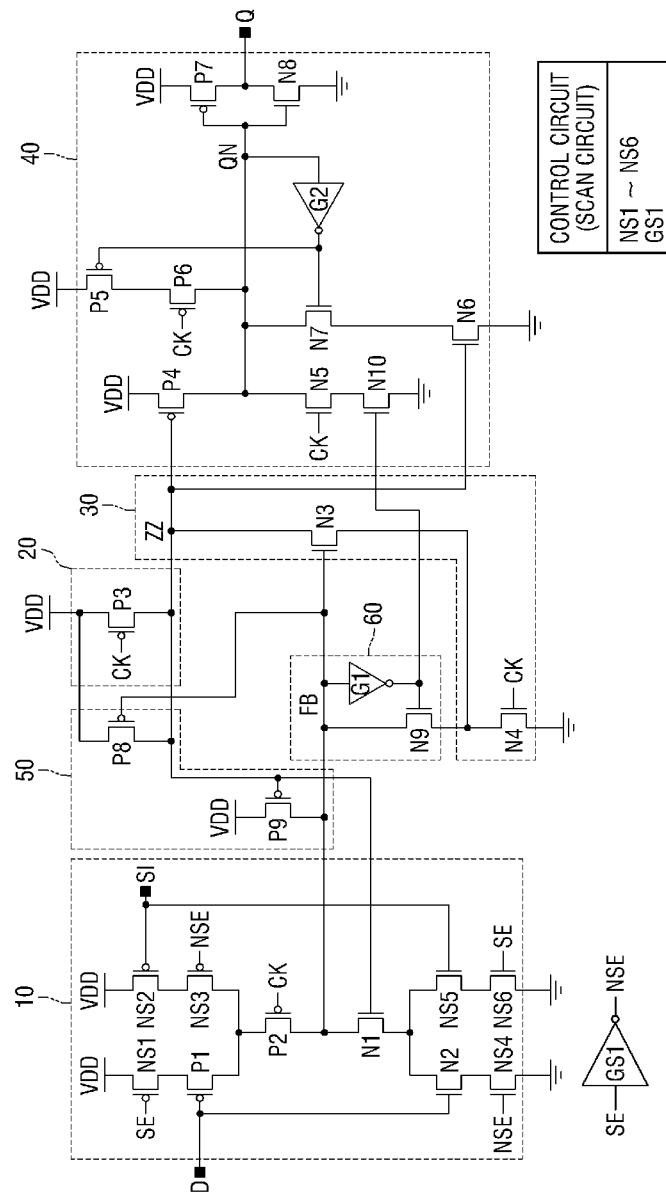 10
VDD
NS1
SE
P1
D
VDD
NS2
SI
NS3
NSE
P2
CK
N1
N2
NS5
NS4
NSE
NS6
SE
SE
GS1
NSE
50
P8
VDD
P9
20
VDD
P3
CK
30
ZZ
N3
FB
60
G1
N9
N4
CK
40
VDD
P4
VDD
P5
P6
CK
N5
CK
N10
N7
N6
G2
QN
VDD
P7
N8
Q
CONTROL CIRCUIT
(SCAN CIRCUIT)
NS1 ~ NS6
GS1